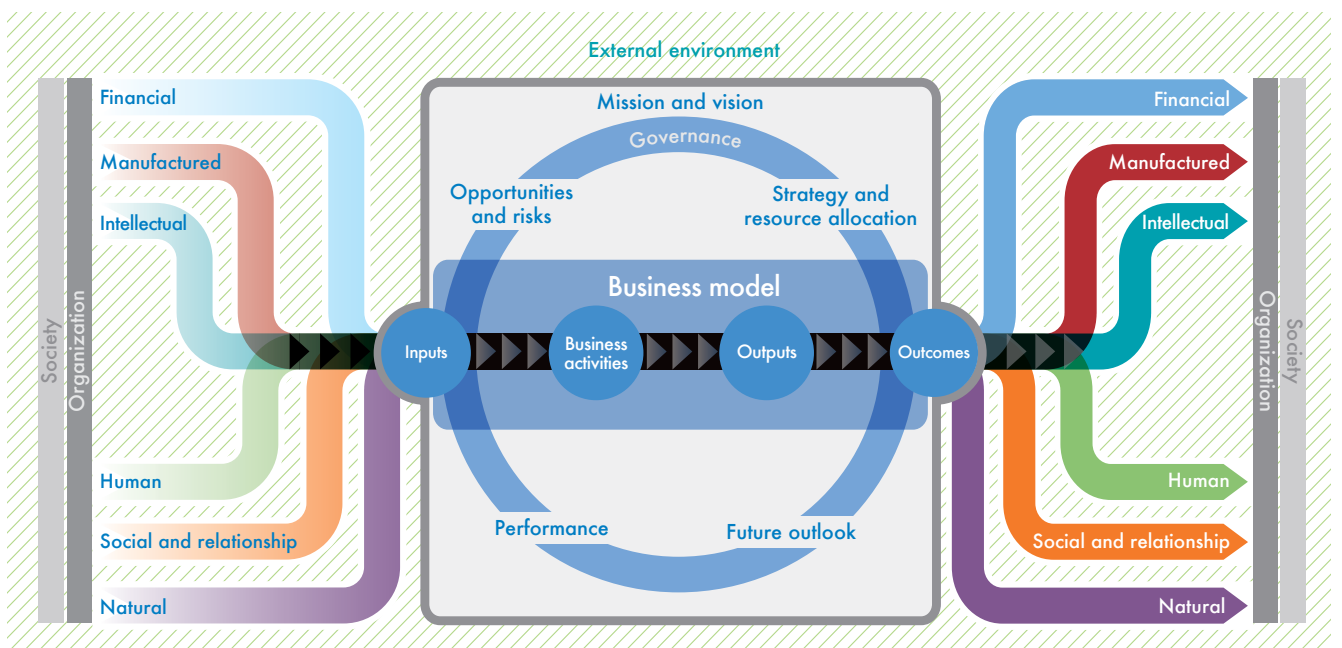 External environment
Society
Organization
Financial
Manufactured
Intellectual
Human
Social and relationship
Natural
Mission and vision
Governance
Opportunities
and risks
Strategy and
resource allocation
Business model
Inputs
Business
activities
Outputs
Outcomes
Performance
Future outlook
Financial
Manufactured
Intellectual
Human
Social and relationship
Natural
Organization
Society